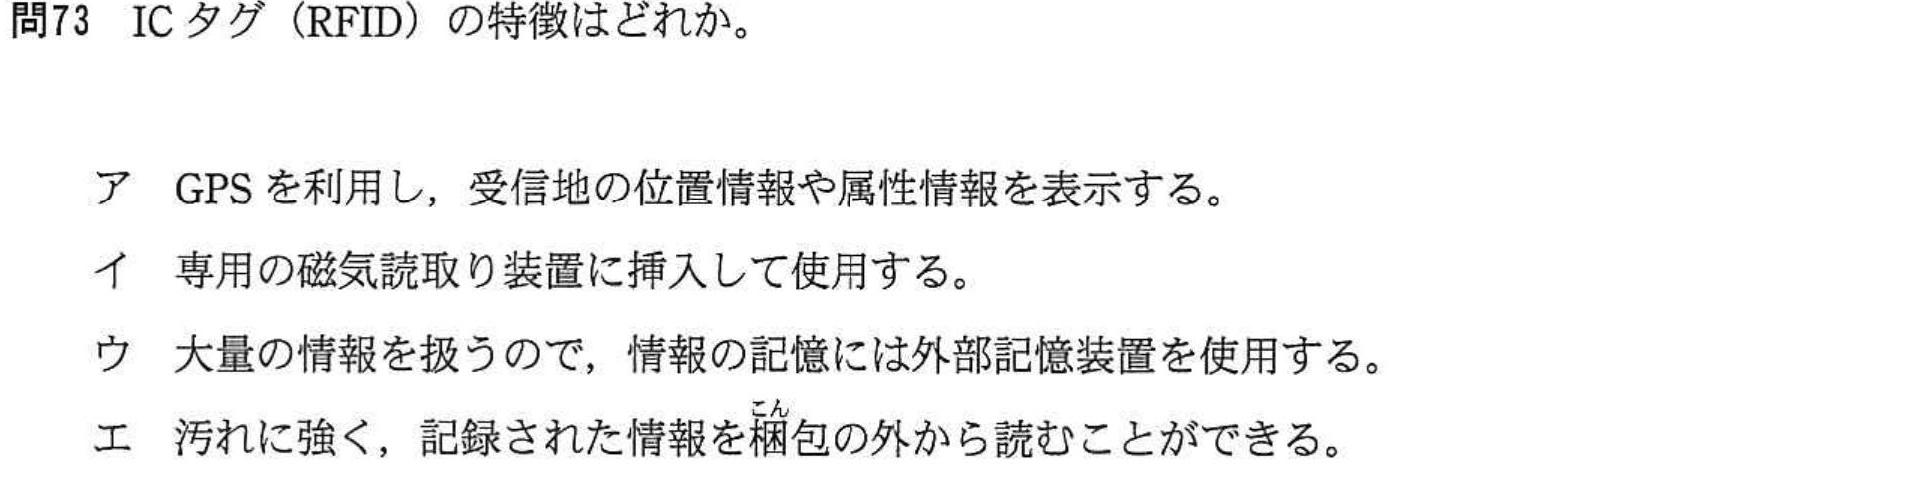 問73　ICタグ（RFID）の特徴はどれか。
ア　GPSを利用し，受信地の位置情報や属性情報を表示する。
イ　専用の磁気読取り装置に挿入して使用する。
ウ　大量の情報を扱うので，情報の記憶には外部記憶装置を使用する。
こん
エ　汚れに強く，記録された情報を梱包の外から読むことができる。